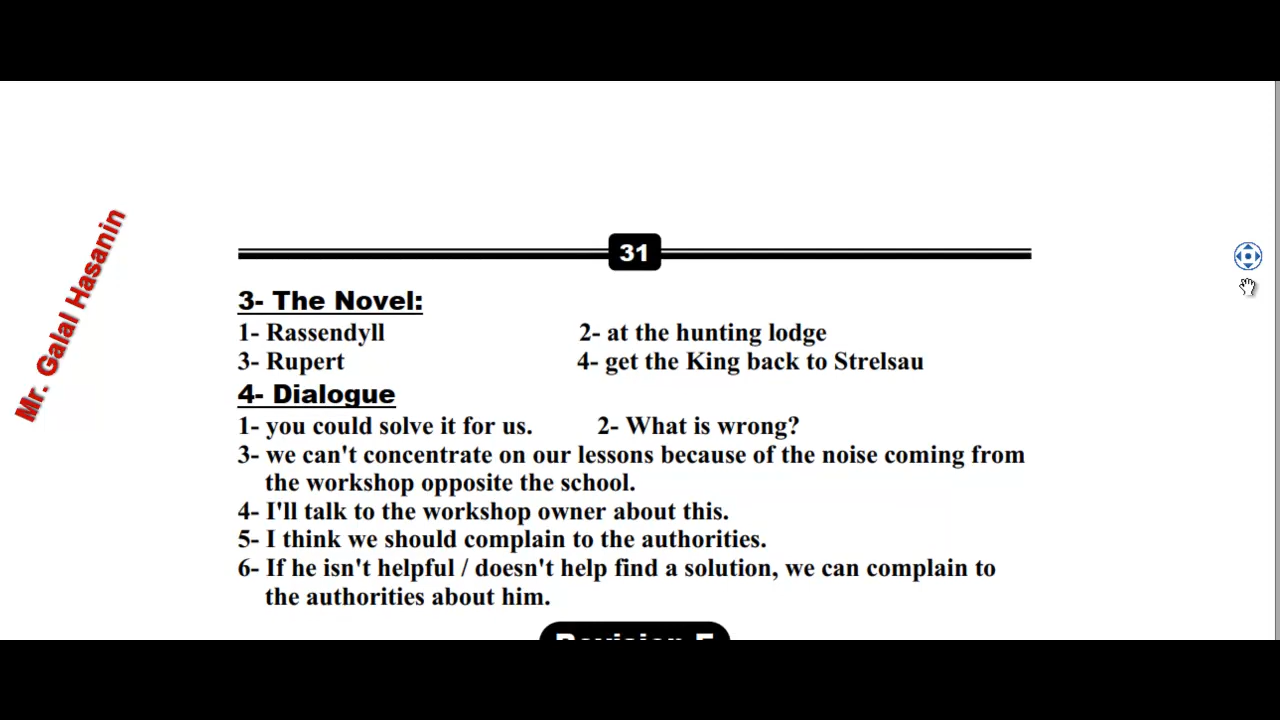 Mr. Galal Hasanin
31
3- The Novel:
1- Rassendyll 2- at the hunting lodge
3- Rupert 4- get the King back to Strelsau
4- Dialogue
1- you could solve it for us. 2- What is wrong?
3- we can't concentrate on our lessons because of the noise coming from
the workshop opposite the school.
4- I'll talk to the workshop owner about this.
5- I think we should complain to the authorities.
6- If he isn't helpful / doesn't help find a solution, we can complain to
the authorities about him.